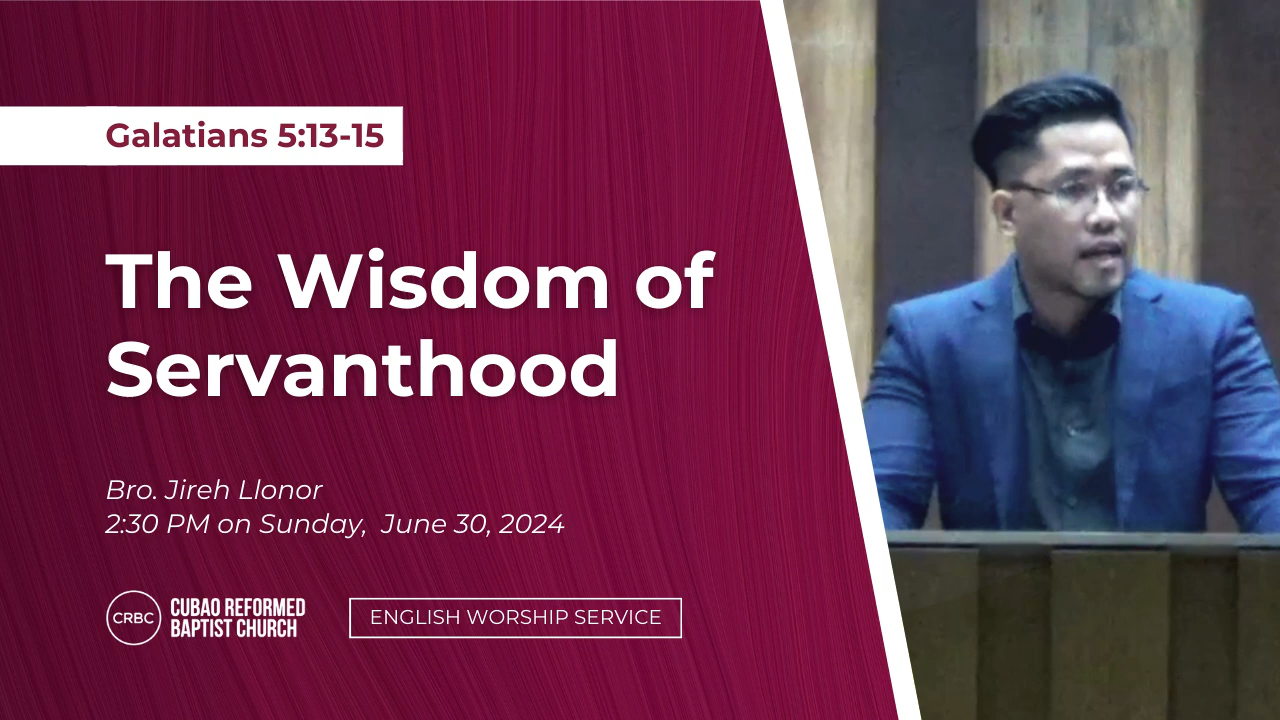 Galatians 5:13-15
The Wisdom of
Servanthood
Bro. Jireh Llonor
2:30 PM on Sunday, June 30, 2024
CRBC
CUBAO REFORMED
BAPTIST CHURCH
ENGLISH WORSHIP SERVICE